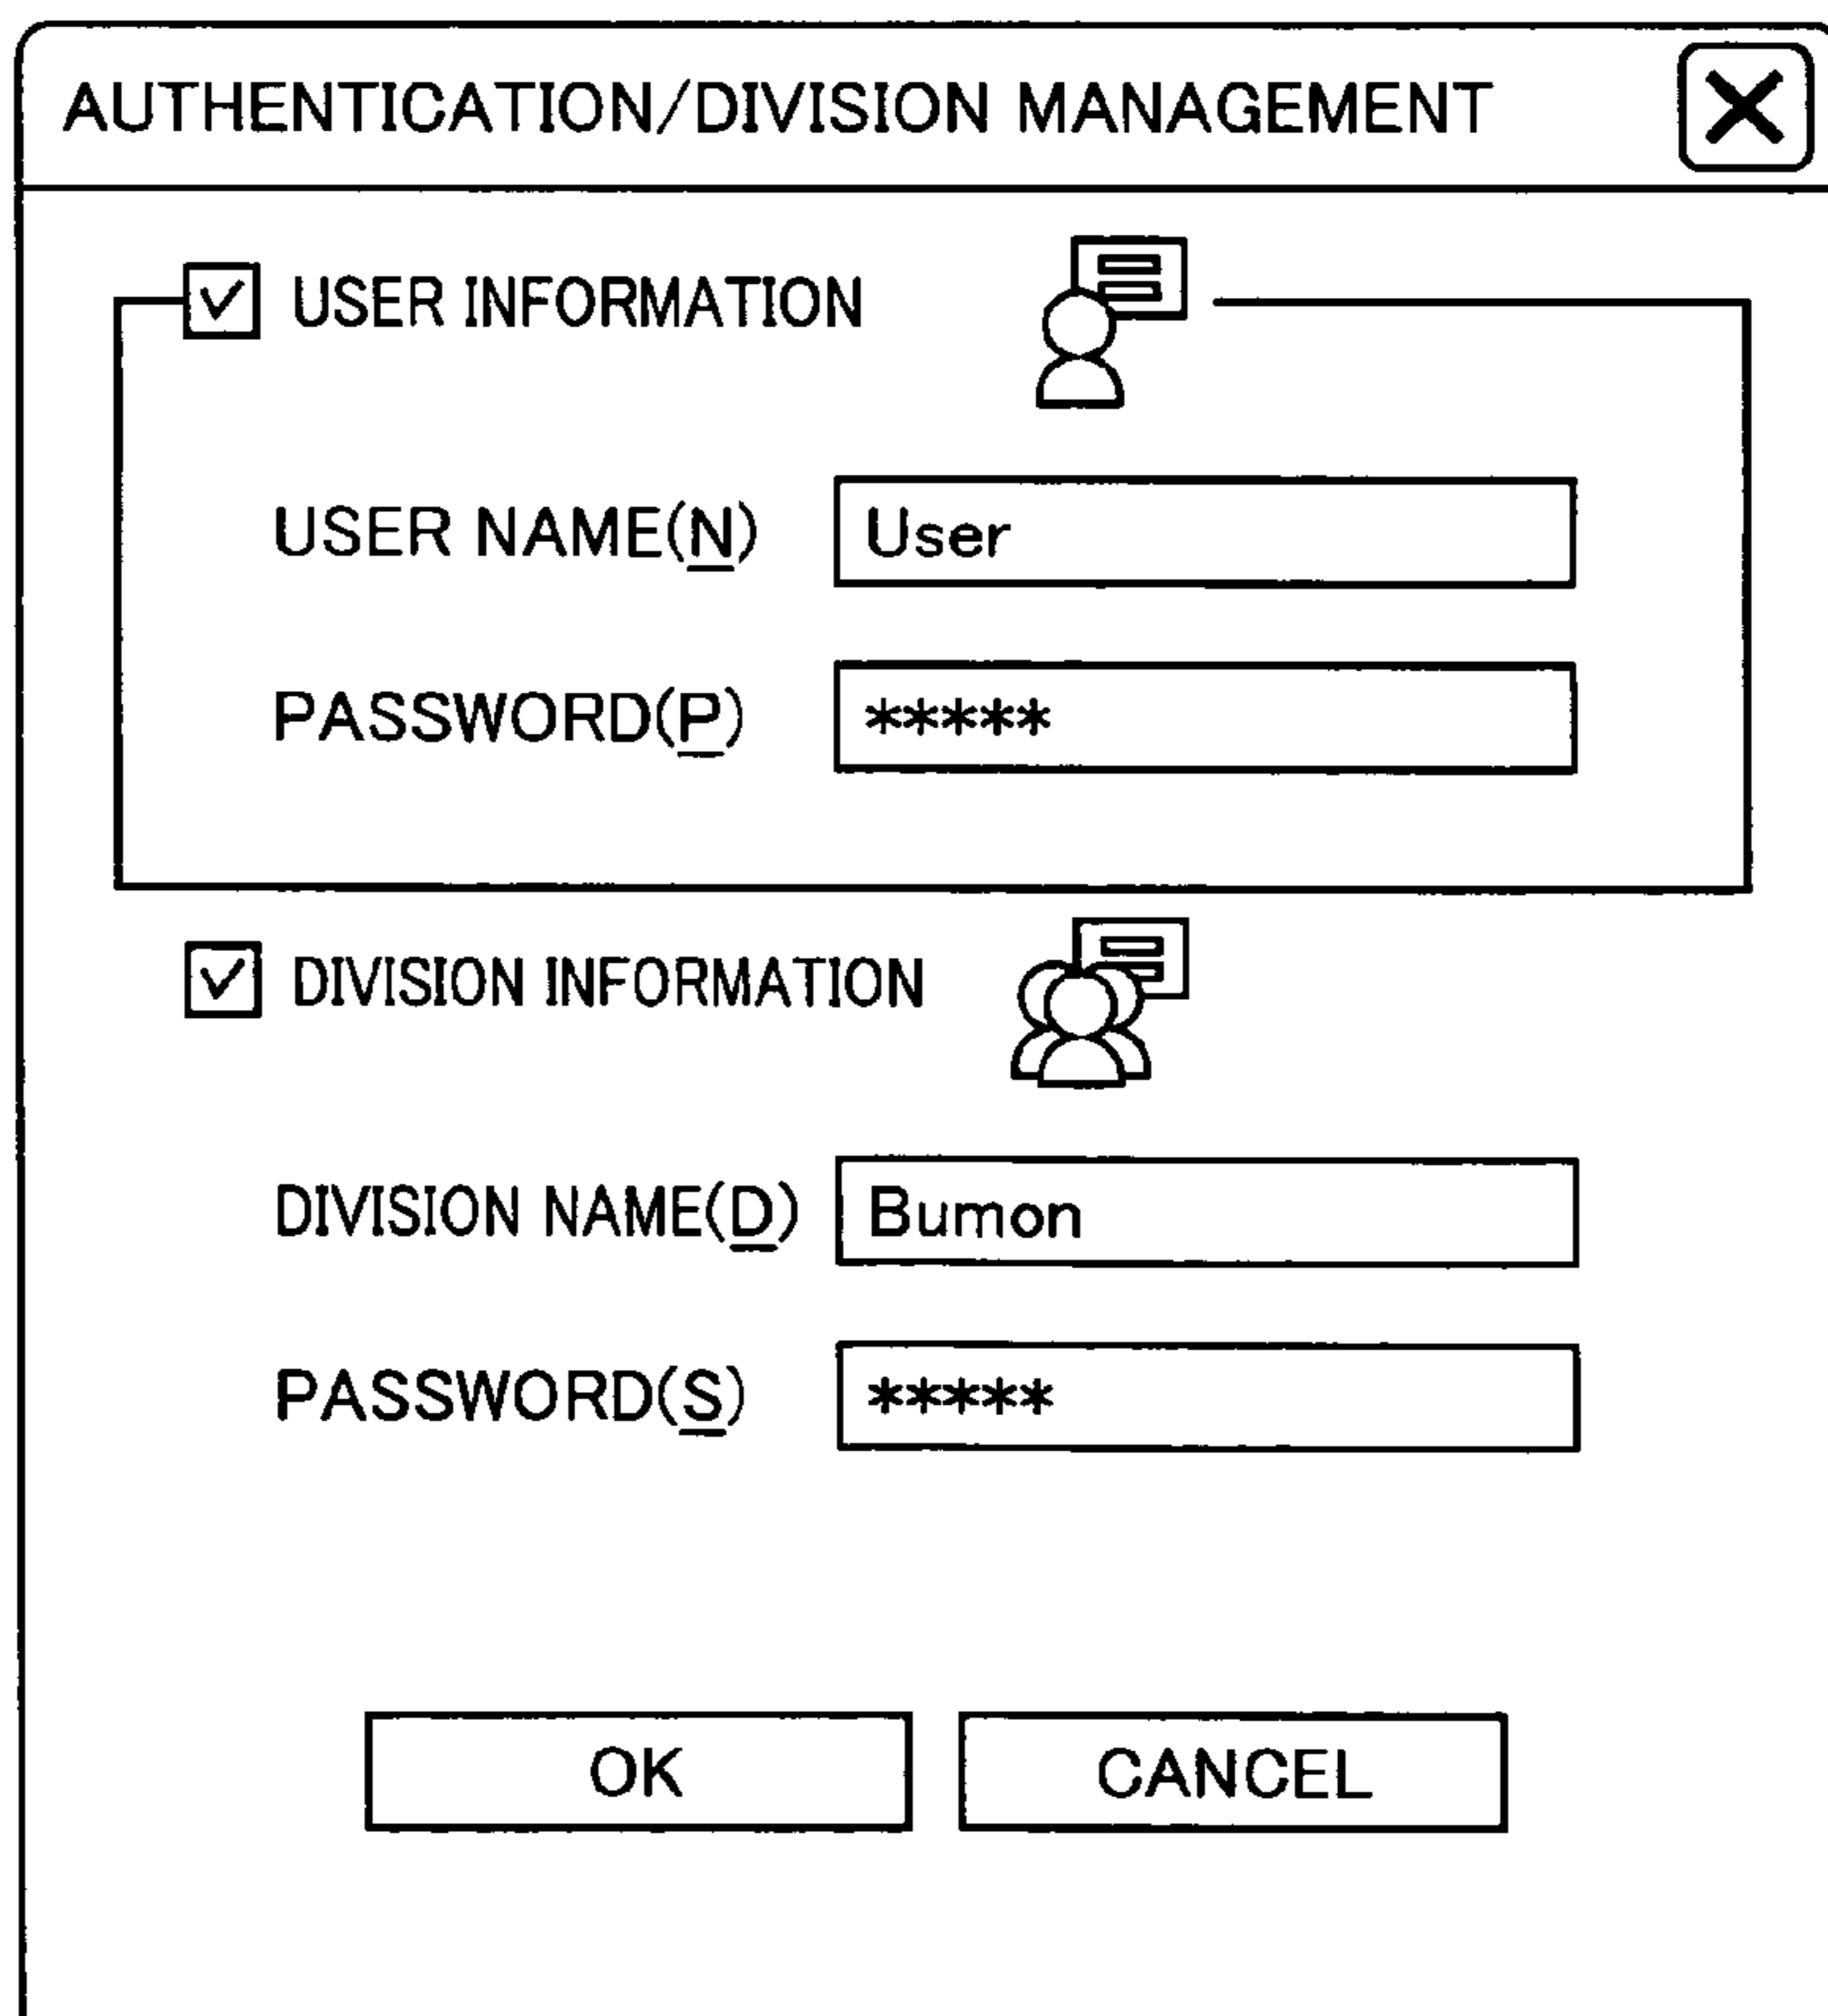 AUTHENTICATION/DIVISION MANAGEMENT
USER INFORMATION
USER NAME(N) User
PASSWORD(P) *****
DIVISION INFORMATION
DIVISION NAME(D) Bumon
PASSWORD(S) *****
OK CANCEL